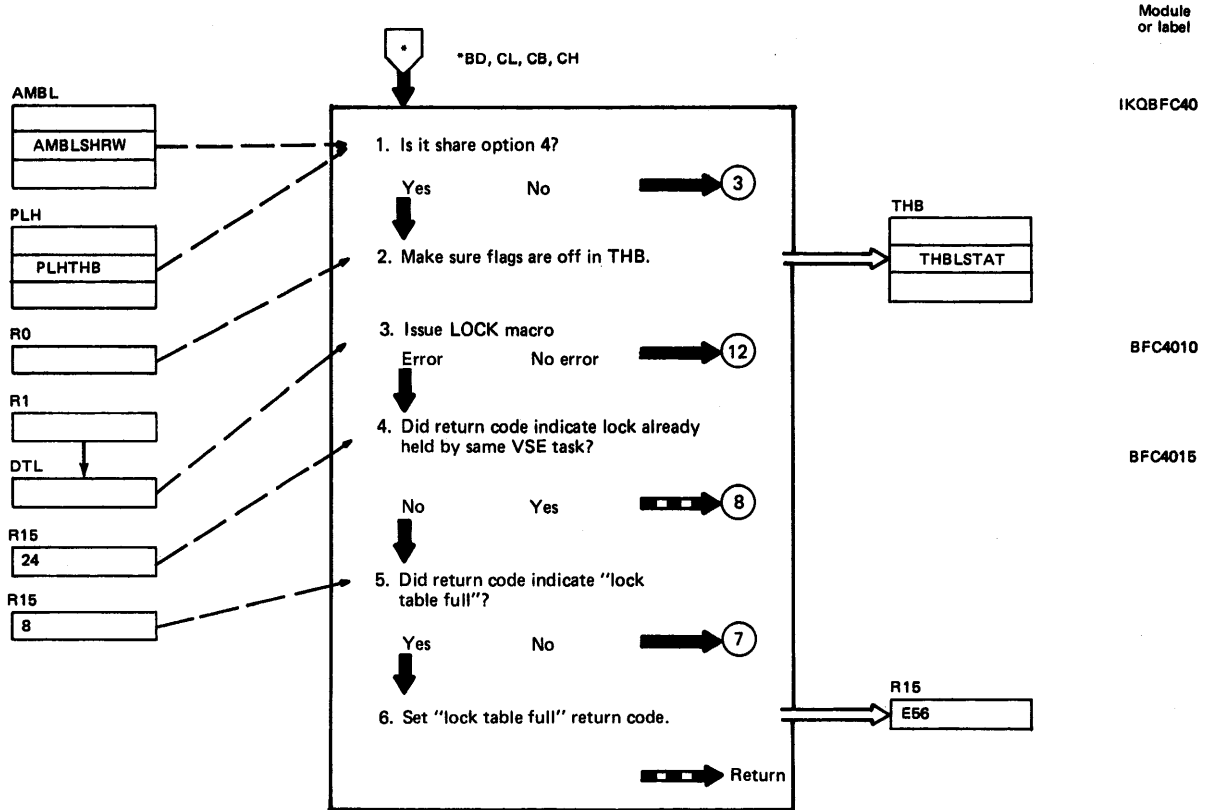 Module
or label
*
*BD, CL, CB, CH
AMBL
AMBLSHRW
IKQBFC40
1. Is it share option 4?
Yes No 3
PLH
PLHTHB
THB
THBLSTAT
2. Make sure flags are off in THB.
R0
3. Issue LOCK macro
Error No error 12
BFC4010
R1
4. Did return code indicate lock already
held by same VSE task?
BFC4015
DTL
No Yes 8
R15
24
5. Did return code indicate "lock
table full"?
R15
8
Yes No 7
6. Set "lock table full" return code.
R15
E56
Return